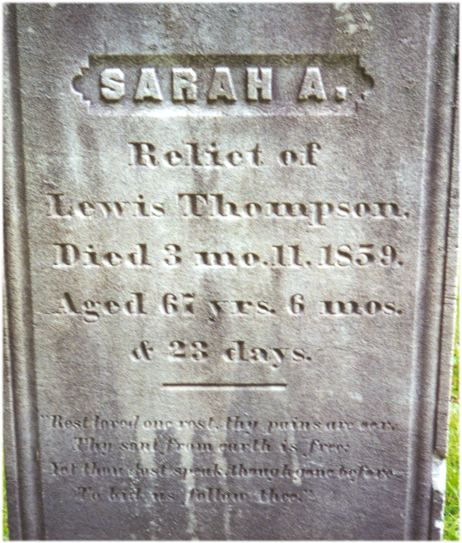 SARAH A.
Relict of
Lewis Thompson.
Died 3 mo. 11. 1859.
Aged 67 yrs. 6 mos.
& 23 days.
"Rest loved one rest, thy pains are oer,
Thy soul from earth is free;
Yet thou dost speak, though gone before,
To bid us follow thee."